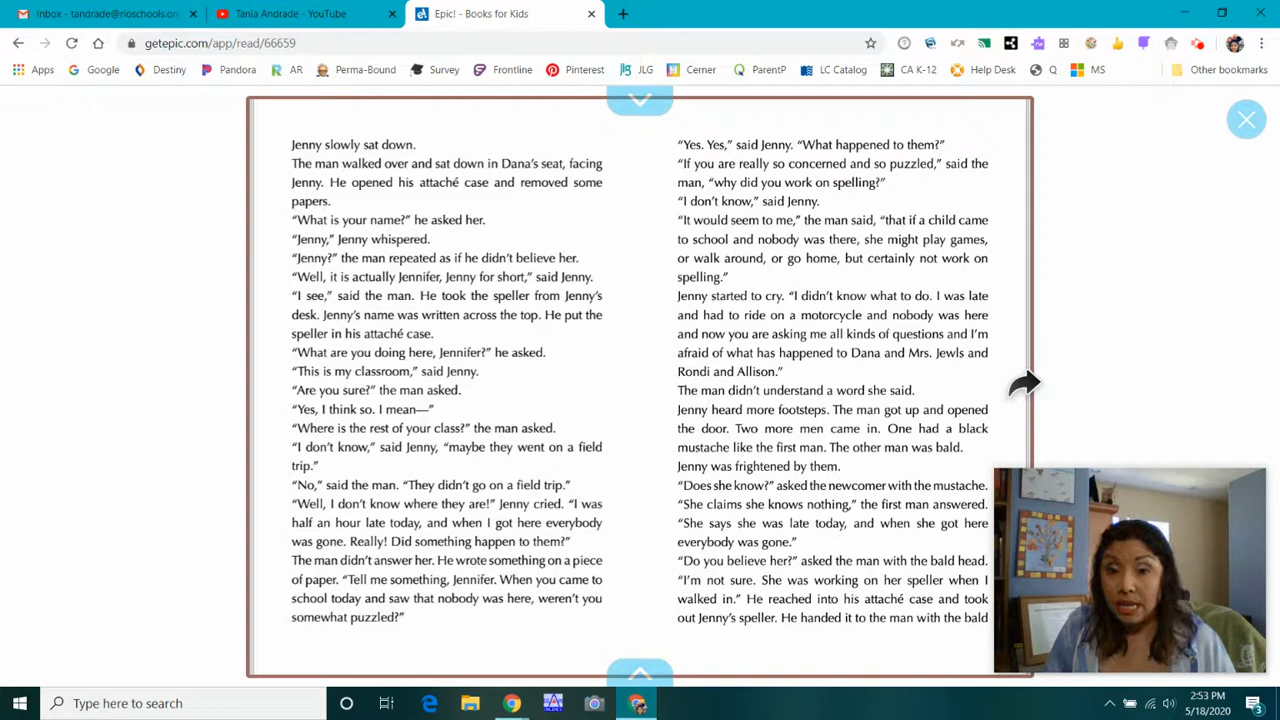 Inbox - tandrade@rioschools.org
Tania Andrade - YouTube
Epic! - Books for Kids
getepic.com/app/read/66659
Apps
Google
Destiny
Pandora
AR
Perma-Bound
Survey
Frontline
Pinterest
JLG
Cerner
ParentP
LC Catalog
CA K-12
Help Desk
Q
MS
Other bookmarks
Jenny slowly sat down.
The man walked over and sat down in Dana's seat, facing
Jenny. He opened his attaché case and removed some
papers.
“What is your name?” he asked her.
“Jenny,” Jenny whispered.
“Jenny?” the man repeated as if he didn't believe her.
“Well, it is actually Jennifer, Jenny for short,” said Jenny.
“I see,” said the man. He took the speller from Jenny's
desk. Jenny's name was written across the top. He put the
speller in his attaché case.
“What are you doing here, Jennifer?” he asked.
“This is my classroom,” said Jenny.
“Are you sure?” the man asked.
“Yes, I think so. I mean—”
“Where is the rest of your class?” the man asked.
“I don't know,” said Jenny, “maybe they went on a field
trip.”
“No,” said the man. “They didn't go on a field trip.”
“Well, I don't know where they are!” Jenny cried. “I was
half an hour late today, and when I got here everybody
was gone. Really! Did something happen to them?”
The man didn't answer her. He wrote something on a piece
of paper. “Tell me something, Jennifer. When you came to
school today and saw that nobody was here, weren't you
somewhat puzzled?”
“Yes. Yes,” said Jenny. “What happened to them?”
“If you are really so concerned and so puzzled,” said the
man, “why did you work on spelling?”
“I don't know,” said Jenny.
“It would seem to me,” the man said, “that if a child came
to school and nobody was there, she might play games,
or walk around, or go home, but certainly not work on
spelling.”
Jenny started to cry. “I didn't know what to do. I was late
and had to ride on a motorcycle and nobody was here
and now you are asking me all kinds of questions and I'm
afraid of what has happened to Dana and Mrs. Jewls and
Rondi and Allison.”
The man didn't understand a word she said.
Jenny heard more footsteps. The man got up and opened
the door. Two more men came in. One had a black
mustache like the first man. The other man was bald.
Jenny was frightened by them.
“Does she know?” asked the newcomer with the mustache.
“She claims she knows nothing,” the first man answered.
“She says she was late today, and when she got here
everybody was gone.”
“Do you believe her?” asked the man with the bald head.
“I'm not sure. She was working on her speller when I
walked in.” He reached into his attaché case and took
out Jenny's speller. He handed it to the man with the bald
Type here to search
2:53 PM
5/18/2020
3